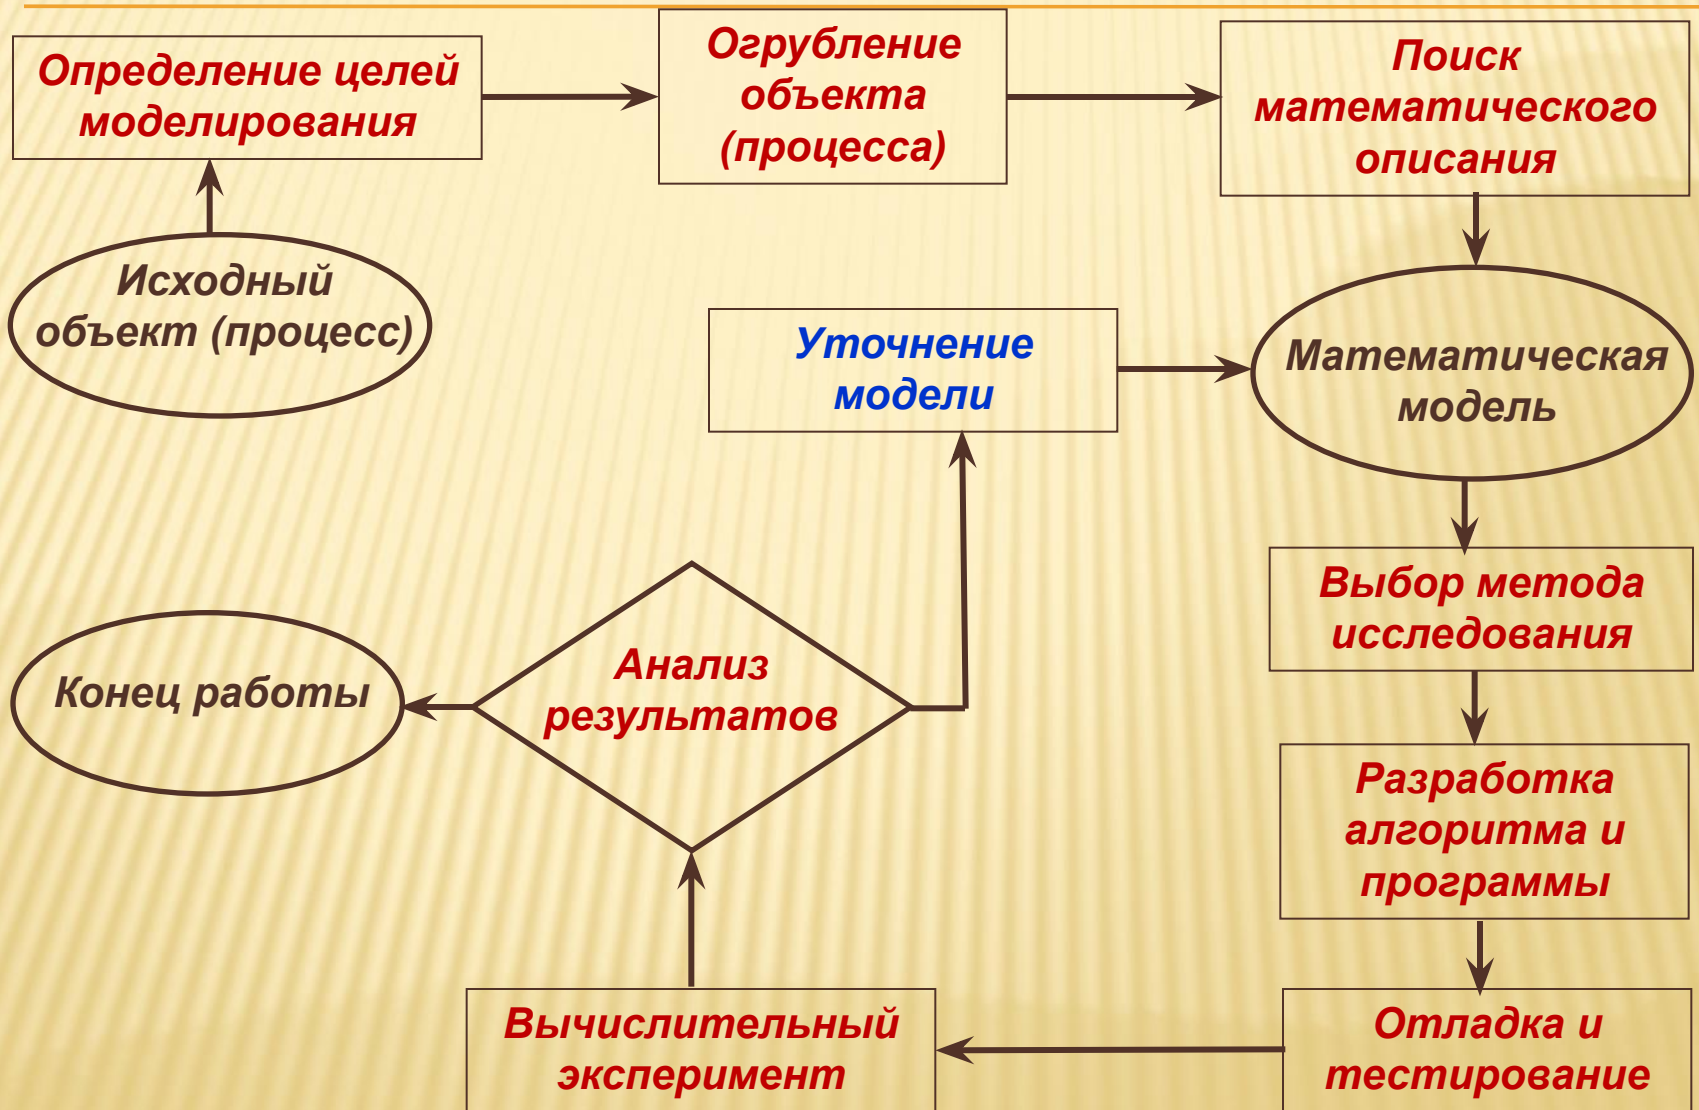 Определение целей
моделирования
Огрубление
объекта
(процесса)
Поиск
математического
описания
Исходный
объект (процесс)
Уточнение
модели
Математическая
модель
Выбор метода
исследования
Конец работы
Анализ
результатов
Разработка
алгоритма и
программы
Вычислительный
эксперимент
Отладка и
тестирование